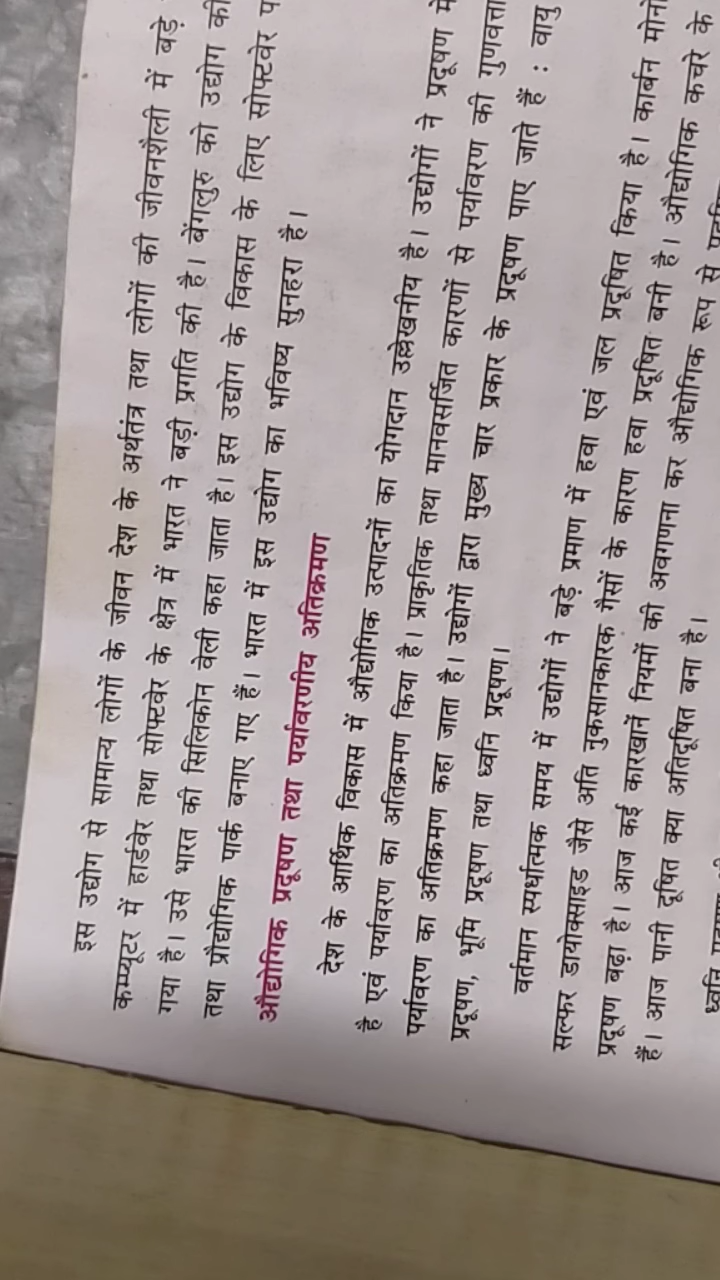 इस उद्योग से सामान्य लोगों के जीवन देश के अर्थतंत्र तथा लोगों की जीवनशैली में बड़े
कम्प्यूटर में हार्डवेर तथा सोफ्टवेर के क्षेत्र में भारत ने बड़ी प्रगति की है। बेंगलुरु को उद्योग की
गया है। उसे भारत की सिलिकोन वेली कहा जाता है। इस उद्योग के विकास के लिए सोफ्टवेर
तथा प्रौद्योगिक पार्क बनाए गए हैं। भारत में इस उद्योग का भविष्य सुनहरा है।
औद्योगिक प्रदूषण तथा पर्यावरणीय अतिक्रमण
देश के आर्थिक विकास में औद्योगिक उत्पादनों का योगदान उल्लेखनीय है। उद्योगों ने प्रदूषण में
है एवं पर्यावरण का अतिक्रमण किया है। प्राकृतिक तथा मानवसर्जित कारणों से पर्यावरण की गुणवत्ता
पर्यावरण का अतिक्रमण कहा जाता है। उद्योगों द्वारा मुख्य चार प्रकार के प्रदूषण पाए जाते हैं : वायु
प्रदूषण, भूमि प्रदूषण तथा ध्वनि प्रदूषण।
वर्तमान स्पर्धात्मक समय में उद्योगों ने बड़े प्रमाण में हवा एवं जल प्रदूषित किया है। कार्बन मोनो
सल्फर डायोक्साइड जैसे अति नुकसानकारक गैसों के कारण हवा प्रदूषित बनी है। औद्योगिक कचरे के
प्रदूषण बढ़ा है। आज कई कारखानें नियमों की अवगणना कर औद्योगिक रूप से
हैं। आज पानी दूषित क्या अतिदूषित बना है।
ध्वनि